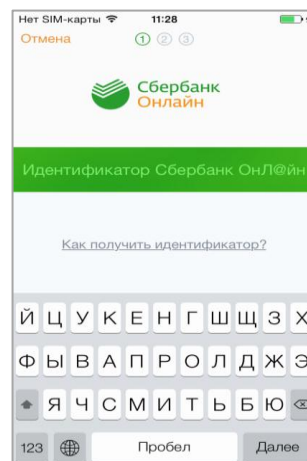 Нет SIM-карты 11:28
Отмена 1 2 3
Сбербанк
Онлайн
Идентификатор Сбербанк ОнЛ@йн
Как получить идентификатор?
Й Ц У К Е Н Г Ш Щ З Х
Ф Ы В А П Р О Л Д Ж Э
Я Ч С М И Т Ь Б Ю
123 Пробел Далее